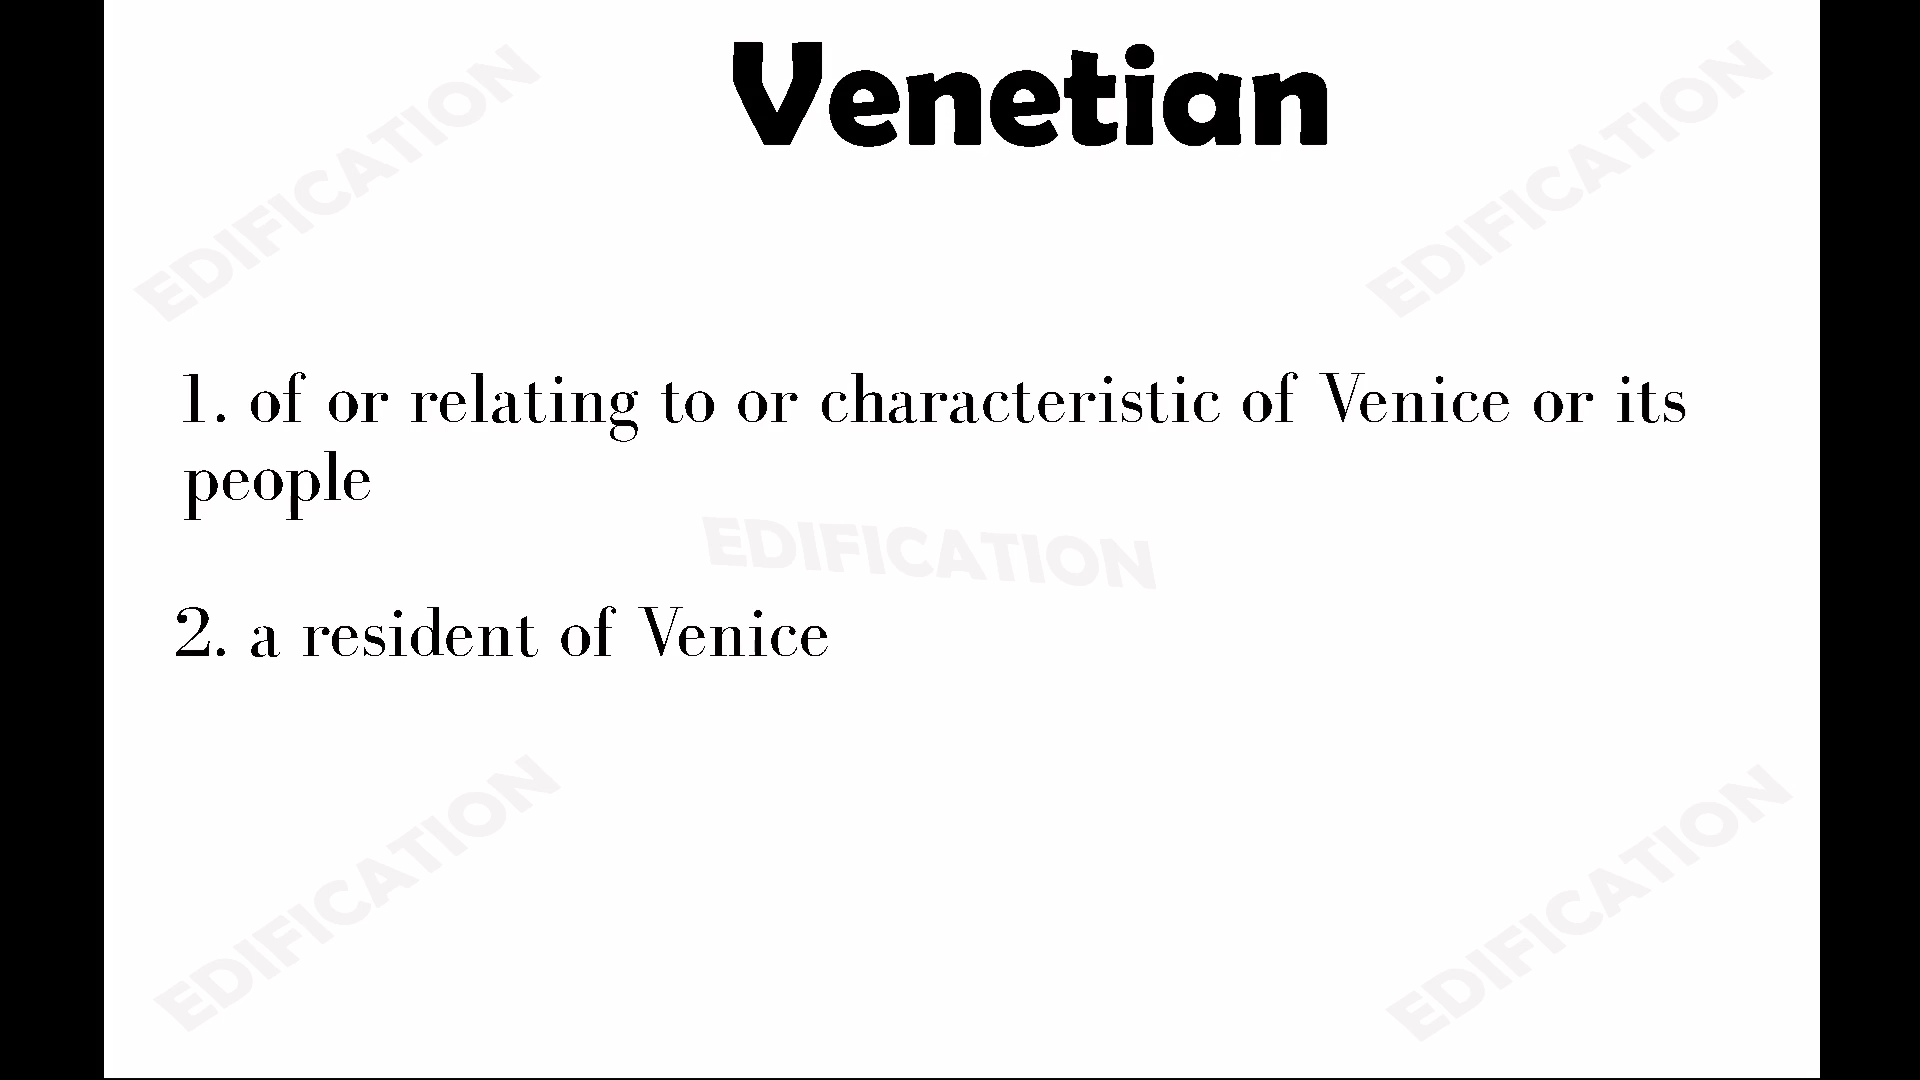 Venetian
EDIFICATION
EDIFICATION
1. of or relating to or characteristic of Venice or its
people
EDIFICATION
2. a resident of Venice
EDIFICATION
EDIFICATION